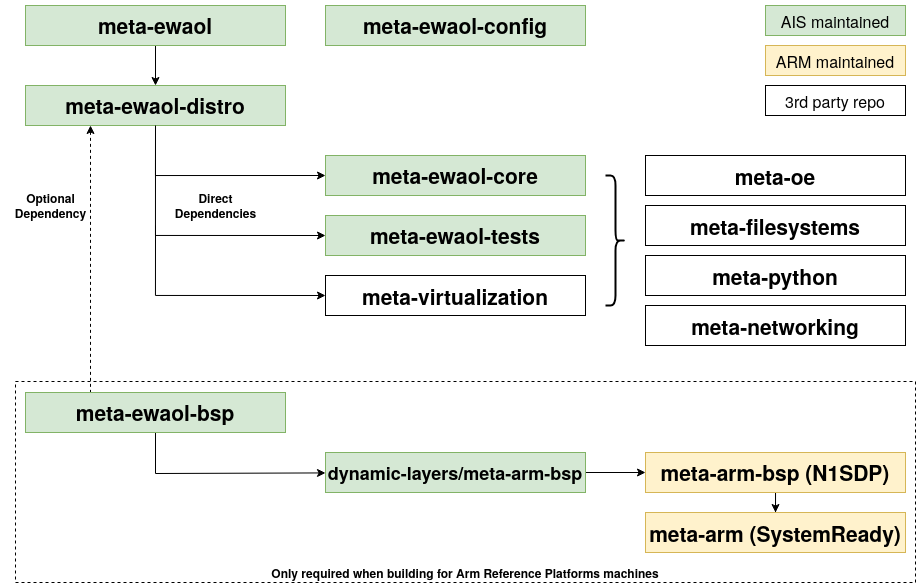 meta-ewaol
meta-ewaol-config
AIS maintained
ARM maintained
3rd party repo
meta-ewaol-distro
Optional
Dependency
Direct
Dependencies
meta-ewaol-core
meta-ewaol-tests
meta-virtualization
meta-oe
meta-filesystems
meta-python
meta-networking
meta-ewaol-bsp
dynamic-layers/meta-arm-bsp
meta-arm-bsp (N1SDP)
meta-arm (SystemReady)
Only required when building for Arm Reference Platforms machines